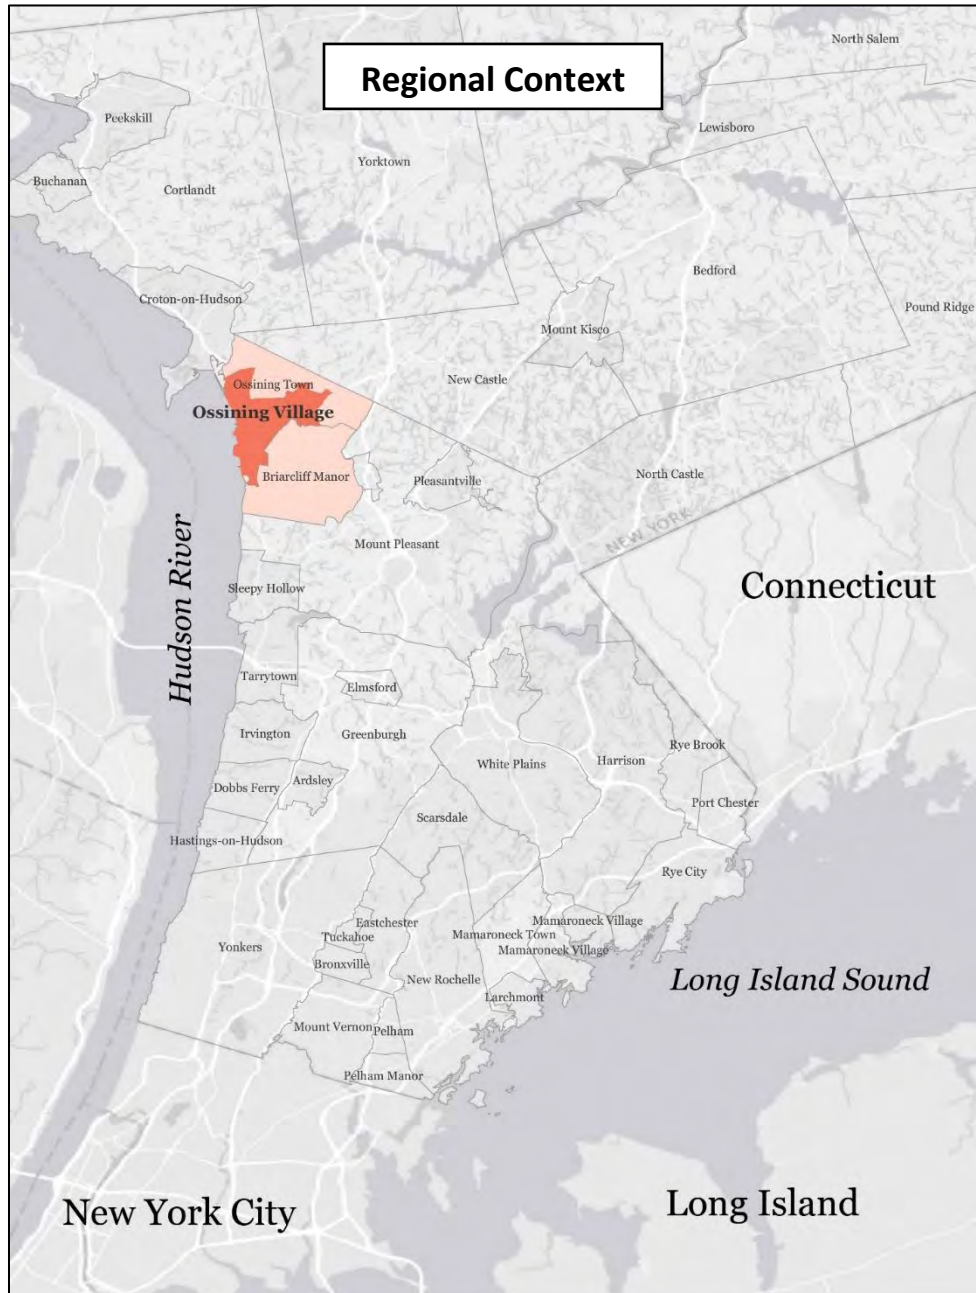 Regional Context
North Salem
Peekskill
Lewisboro
Yorktown
Buchanan
Cortlandt
Bedford
Croton-on-Hudson
Pound Ridge
Mount Kisco
New Castle
Ossining Town
Ossining Village
Briarcliff Manor
Pleasantville
North Castle
NEW YORK
Mount Pleasant
Connecticut
Sleepy Hollow
Hudson River
Tarrytown
Elmsford
Irvington
Greenburgh
Rye Brook
White Plains
Harrison
Dobbs Ferry
Ardsley
Port Chester
Scarsdale
Hastings-on-Hudson
Rye City
Eastchester
Mamaroneck Village
Tuckahoe
Mamaroneck Town
Yonkers
Mamaroneck Village
Bronxville
New Rochelle
Long Island Sound
Larchmont
Mount Vernon
Pelham
Pelham Manor
New York City
Long Island